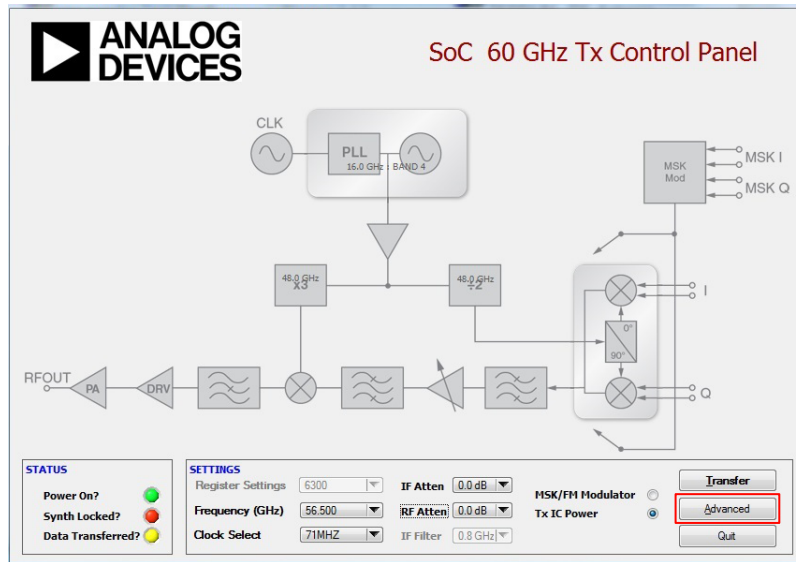 ANALOG
DEVICES
SoC 60 GHz Tx Control Panel
CLK
PLL
16.0 GHz : BAND 4
MSK
Mod
MSK I
MSK Q
48.0 GHz
x3
48.0 GHz
÷2
I
0°
90°
RFOUT
PA
DRV
Q
STATUS
Power On?
Synth Locked?
Data Transferred?
SETTINGS
Register Settings 6300
Frequency (GHz) 56.500
Clock Select 71MHZ
IF Atten 0.0 dB
RF Atten 0.0 dB
IF Filter 0.8 GHz
MSK/FM Modulator
Tx IC Power
Transfer
Advanced
Quit